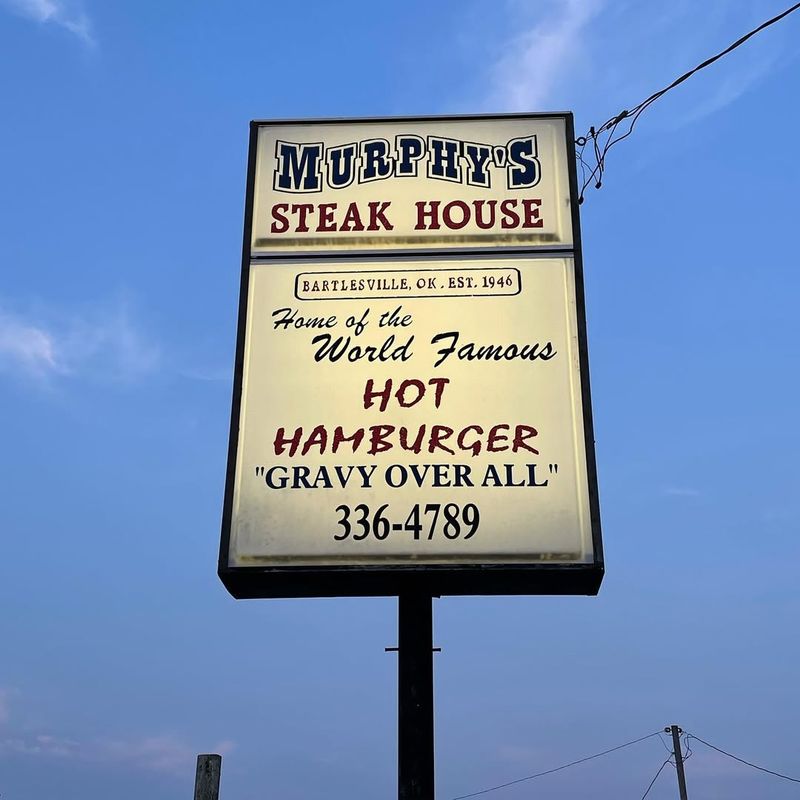 MURPHY'S
STEAK HOUSE
BARTLESVILLE, OK. EST. 1946
Home of the
World Famous
HOT
HAMBURGER
"GRAVY OVER ALL"
336-4789